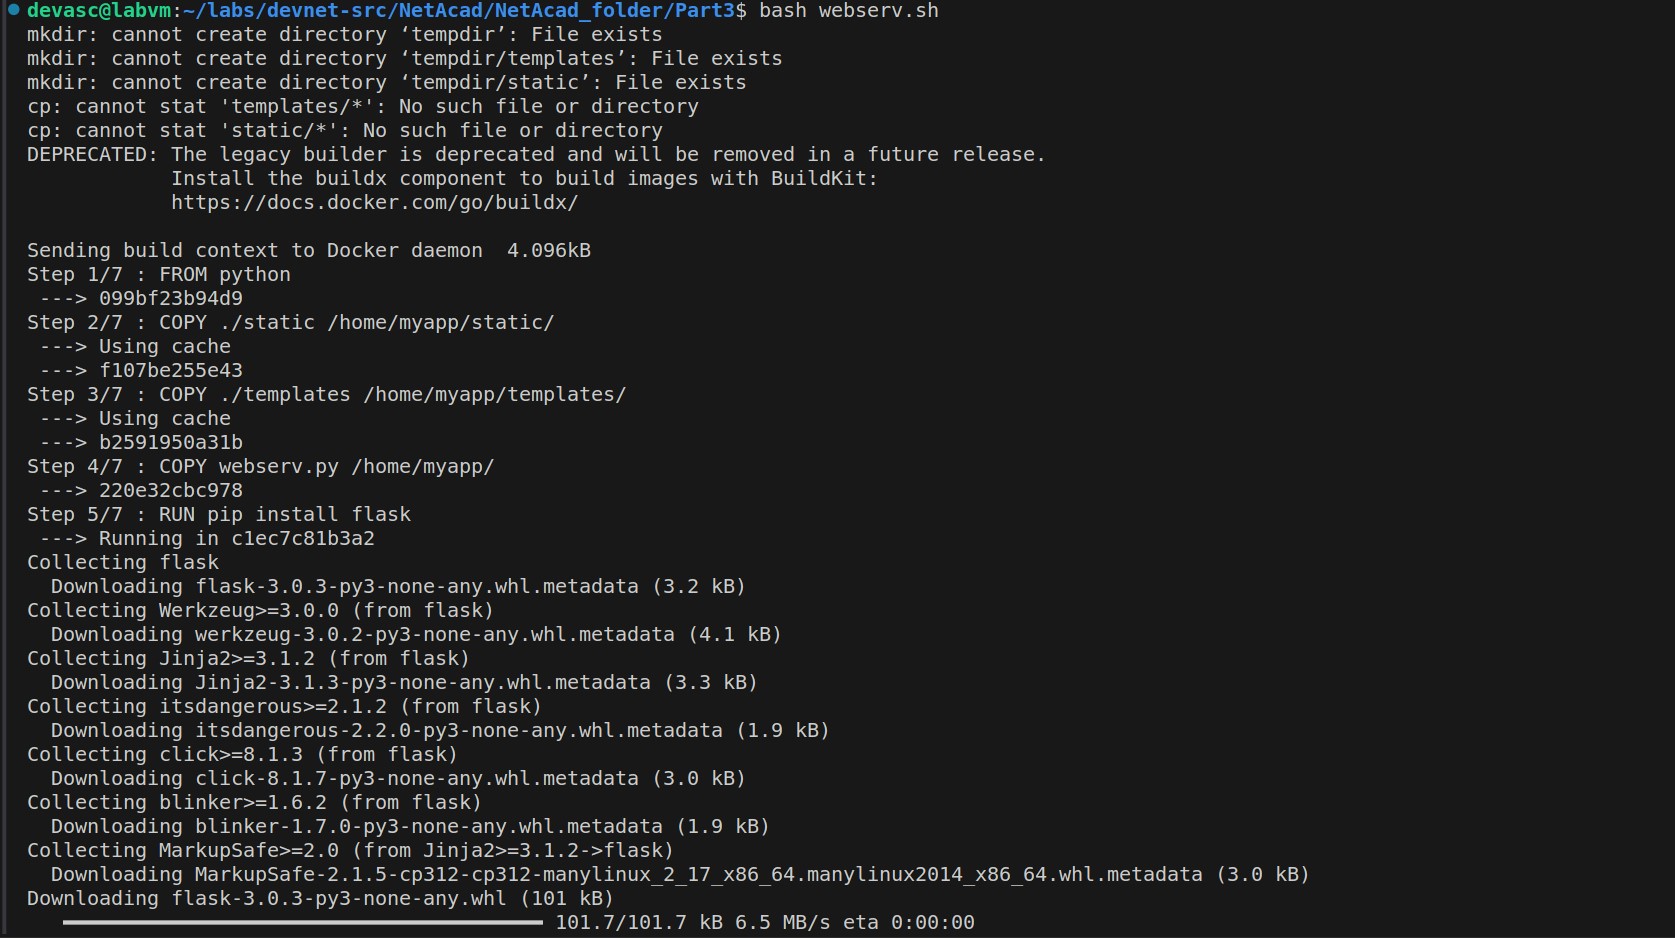 devasc@labvm:~/labs/devnet-src/NetAcad/NetAcad_folder/Part3$ bash webserv.sh
mkdir: cannot create directory ‘tempdir’: File exists
mkdir: cannot create directory ‘tempdir/templates’: File exists
mkdir: cannot create directory ‘tempdir/static’: File exists
cp: cannot stat 'templates/*': No such file or directory
cp: cannot stat 'static/*': No such file or directory
DEPRECATED: The legacy builder is deprecated and will be removed in a future release.
            Install the buildx component to build images with BuildKit:
            https://docs.docker.com/go/buildx/

Sending build context to Docker daemon  4.096kB
Step 1/7 : FROM python
 ---> 099bf23b94d9
Step 2/7 : COPY ./static /home/myapp/static/
 ---> Using cache
 ---> f107be255e43
Step 3/7 : COPY ./templates /home/myapp/templates/
 ---> Using cache
 ---> b2591950a31b
Step 4/7 : COPY webserv.py /home/myapp/
 ---> 220e32cbc978
Step 5/7 : RUN pip install flask
 ---> Running in c1ec7c81b3a2
Collecting flask
  Downloading flask-3.0.3-py3-none-any.whl.metadata (3.2 kB)
Collecting Werkzeug>=3.0.0 (from flask)
  Downloading werkzeug-3.0.2-py3-none-any.whl.metadata (4.1 kB)
Collecting Jinja2>=3.1.2 (from flask)
  Downloading Jinja2-3.1.3-py3-none-any.whl.metadata (3.3 kB)
Collecting itsdangerous>=2.1.2 (from flask)
  Downloading itsdangerous-2.2.0-py3-none-any.whl.metadata (1.9 kB)
Collecting click>=8.1.3 (from flask)
  Downloading click-8.1.7-py3-none-any.whl.metadata (3.0 kB)
Collecting blinker>=1.6.2 (from flask)
  Downloading blinker-1.7.0-py3-none-any.whl.metadata (1.9 kB)
Collecting MarkupSafe>=2.0 (from Jinja2>=3.1.2->flask)
  Downloading MarkupSafe-2.1.5-cp312-cp312-manylinux_2_17_x86_64.manylinux2014_x86_64.whl.metadata (3.0 kB)
Downloading flask-3.0.3-py3-none-any.whl (101 kB)
101.7/101.7 kB 6.5 MB/s eta 0:00:00